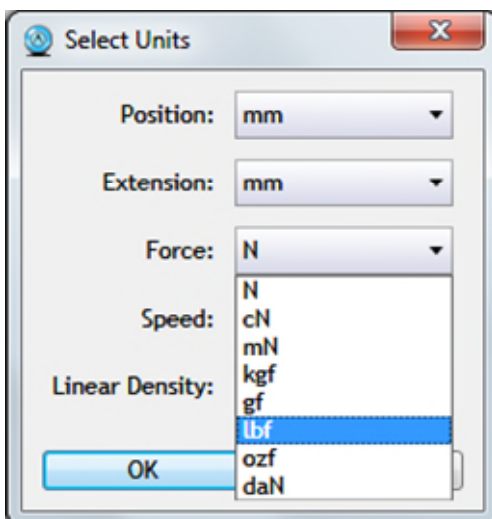 Select Units
Position: mm
Extension: mm
Force: N
N
Speed: cN
mN
kgf
Linear Density:
gf
lbf
OK ozf
daN